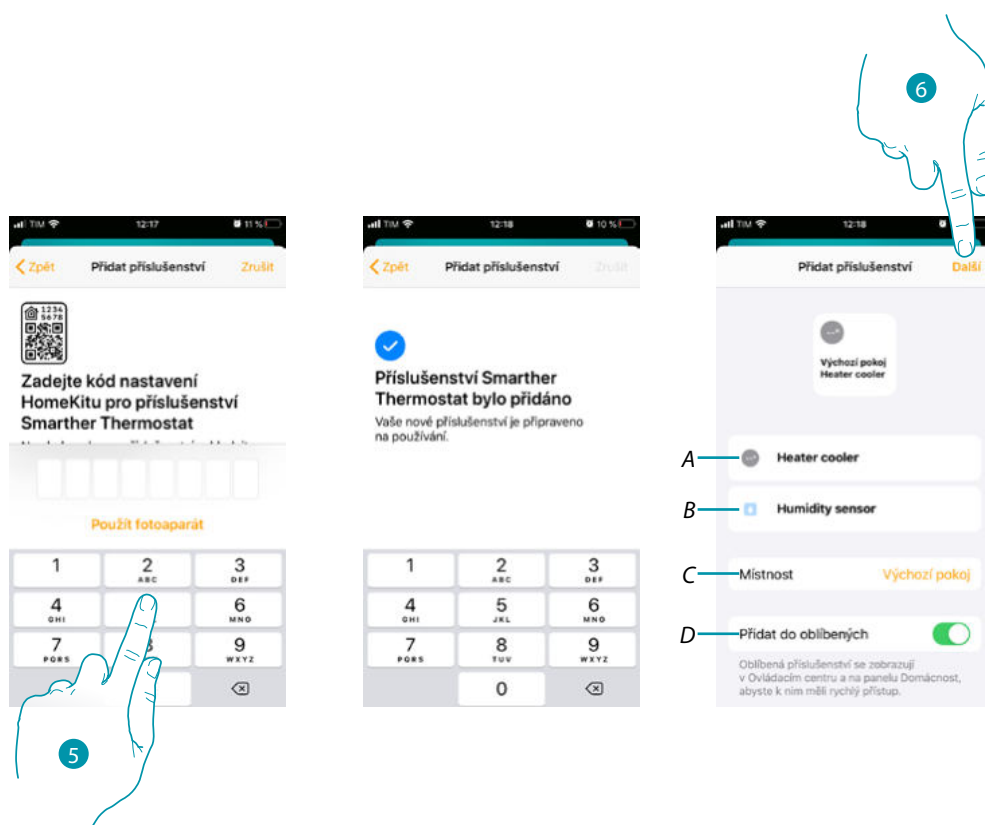 6
TIM 12:17 11 %
Zpět Přidat příslušenství Zrušit
1234
5678
Zadejte kód nastavení
HomeKitu pro příslušenství
Smarther Thermostat
Použít fotoaparát
1 2 3
ABC DEF
4 6
GHI MNO
7 8 9
PQRS WXYZ
5
TIM 12:18 10 %
Zpět Přidat příslušenství Zrušit
Příslušenství Smarther
Thermostat bylo přidáno
Vaše nové příslušenství je připraveno
na používání.
1 2 3
ABC DEF
4 5 6
GHI JKL MNO
7 8 9
PQRS TUV WXYZ
0
TIM 12:18
Přidat příslušenství Další
Výchozí pokoj
Heater cooler
A Heater cooler
B Humidity sensor
C Místnost Výchozí pokoj
D Přidat do oblíbených
Oblíbená příslušenství se zobrazují
v Ovládacím centru a na panelu Domácnost,
abyste k nim měli rychlý přístup.